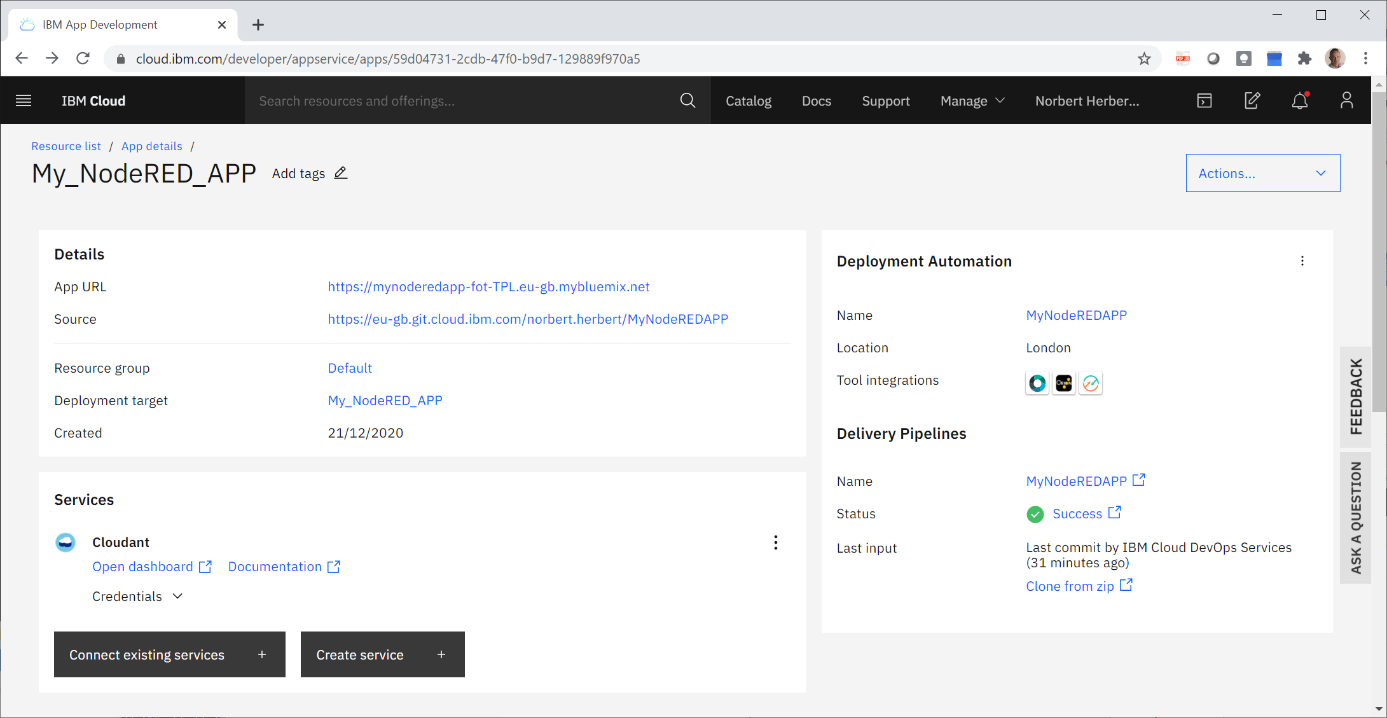 IBM App Development
cloud.ibm.com/developer/appservice/apps/59d04731-2cdb-47f0-b9d7-129889f970a5
IBM Cloud
Search resources and offerings...
Catalog
Docs
Support
Manage
Norbert Herber...
Resource list / App details /
My_NodeRED_APP
Add tags
Actions...
Details
App URL
https://mynoderedapp-fot-TPL.eu-gb.mybluemix.net
Source
https://eu-gb.git.cloud.ibm.com/norbert.herbert/MyNodeREDAPP
Resource group
Default
Deployment target
My_NodeRED_APP
Created
21/12/2020
Services
Cloudant
Open dashboard
Documentation
Credentials
Connect existing services +
Create service +
Deployment Automation
Name
MyNodeREDAPP
Location
London
Tool integrations
Delivery Pipelines
Name
MyNodeREDAPP
Status
Success
Last input
Last commit by IBM Cloud DevOps Services
(31 minutes ago)
Clone from zip
FEEDBACK
ASK A QUESTION